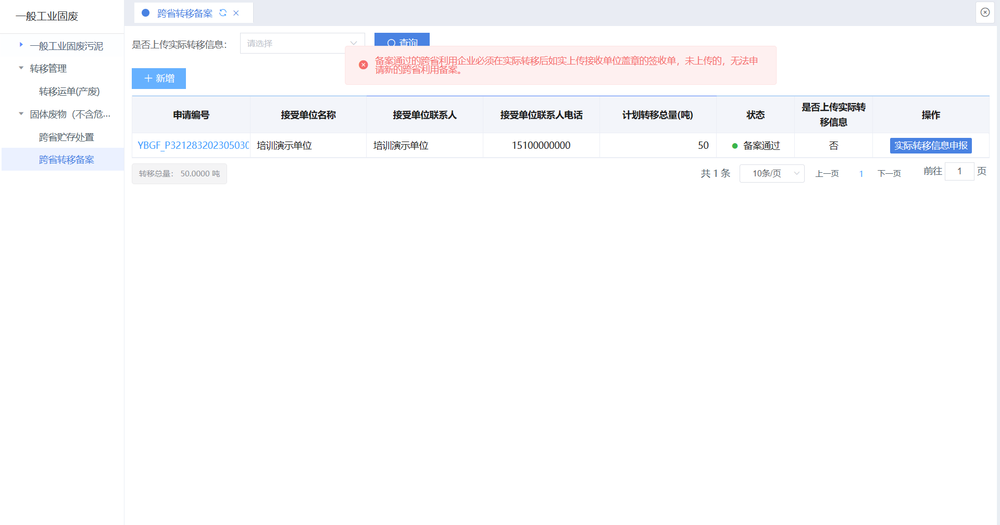 一般工业固废
跨省转移备案
一般工业固废污泥
转移管理
转移运单(产废)
固体废物（不含危...
跨省贮存处置
跨省转移备案
是否上传实际转移信息：
请选择
查询
备案通过的跨省利用企业必须在实际转移后如实上传接收单位盖章的签收单，未上传的，无法申
请新的跨省利用备案。
新增
申请编号 接受单位名称 接受单位联系人 接受单位联系人电话 计划转移总量(吨) 状态 是否上传实际转 操作
移信息
YBGF_P321283202305030 培训演示单位 培训演示单位 15100000000 50 备案通过 否 实际转移信息申报
转移总量： 50.0000 吨 共 1 条 10条/页 上一页 1 下一页 前往 1 页